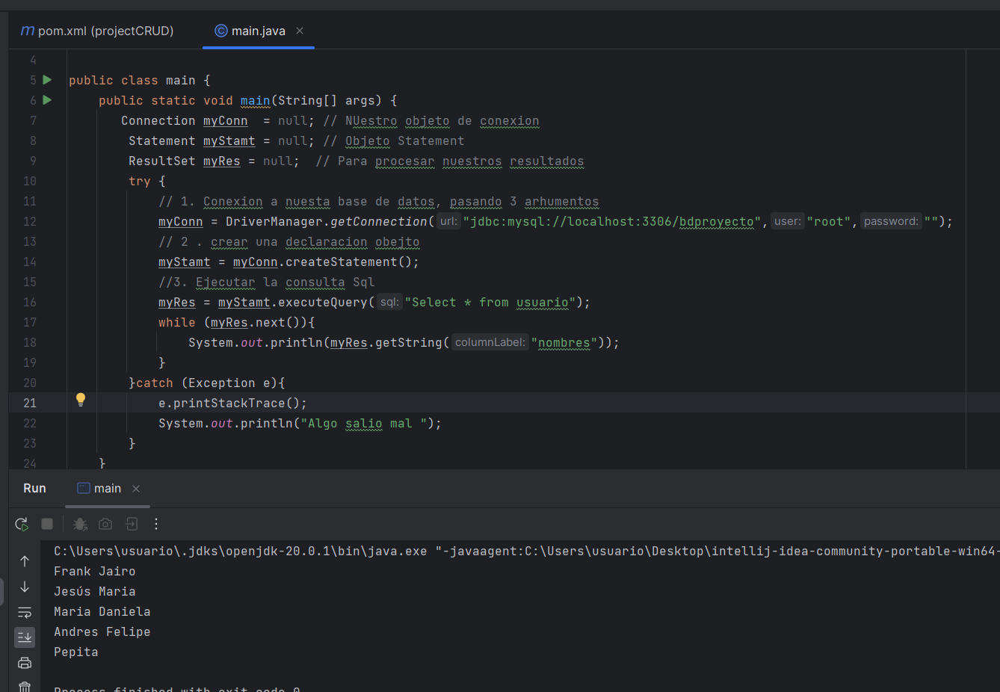 m pom.xml (projectCRUD) © main.java ×
4
5 public class main {
6 public static void main(String[] args) {
7 Connection myConn = null; // NUestro objeto de conexion
8 Statement myStamt = null; // Objeto Statement
9 ResultSet myRes = null; // Para procesar nuestros resultados
10 try {
11 // 1. Conexion a nuesta base de datos, pasando 3 arhumentos
12 myConn = DriverManager.getConnection( url: "jdbc:mysql://localhost:3306/bdproyecto", user: "root", password: "");
13 // 2 . crear una declaracion obejto
14 myStamt = myConn.createStatement();
15 //3. Ejecutar la consulta Sql
16 myRes = myStamt.executeQuery( sql: "Select * from usuario");
17 while (myRes.next()){
18 System.out.println(myRes.getString( columnLabel: "nombres"));
19 }
20 }catch (Exception e){
21 e.printStackTrace();
22 System.out.println("Algo salio mal ");
23 }
24 }
Run main ×
C:\Users\usuario\.jdks\openjdk-20.0.1\bin\java.exe "-javaagent:C:\Users\usuario\Desktop\intellij-idea-community-portable-win64-
Frank Jairo
Jesús Maria
Maria Daniela
Andres Felipe
Pepita
Process finished with exit code 0